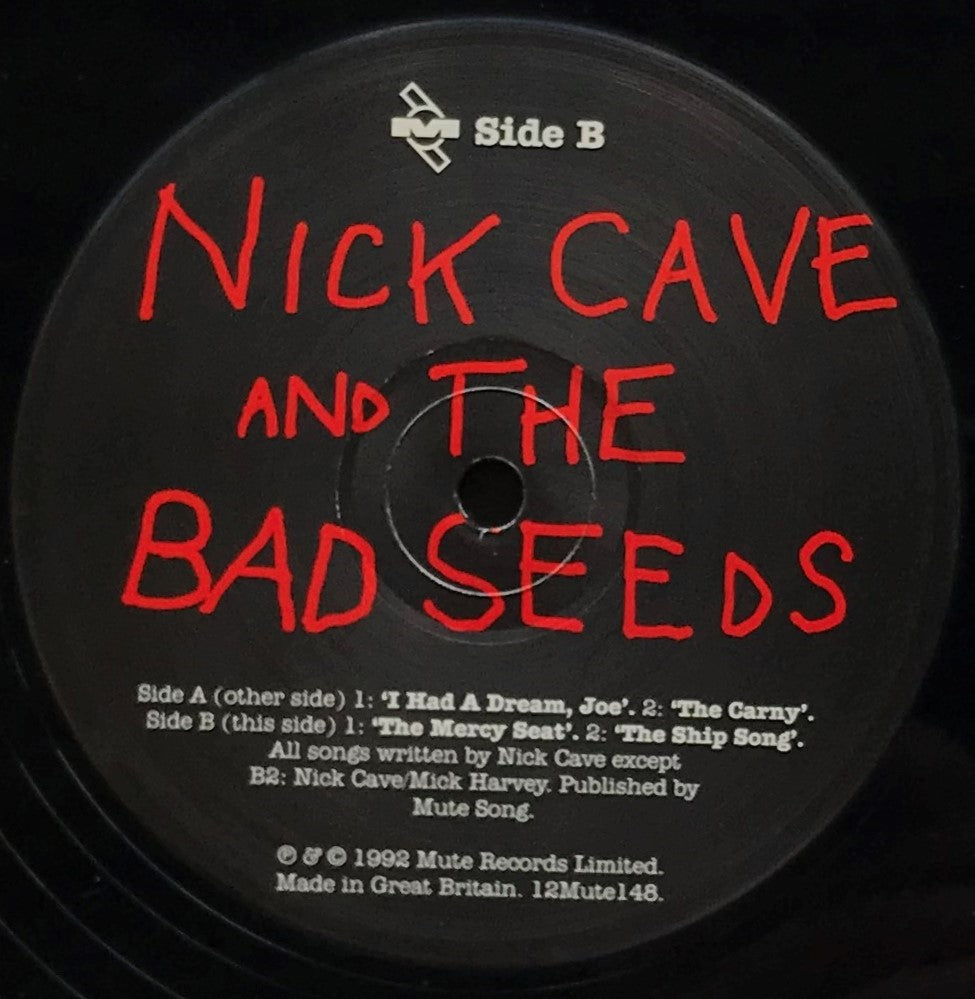 M Side B
NICK CAVE
AND THE
BAD SEEDS
Side A (other side) 1: ‘I Had A Dream, Joe’. 2: ‘The Carny’.
Side B (this side) 1: ‘The Mercy Seat’. 2: ‘The Ship Song’.
All songs written by Nick Cave except
B2: Nick Cave/Mick Harvey. Published by
Mute Song.
℗ & © 1992 Mute Records Limited.
Made in Great Britain. 12Mute148.